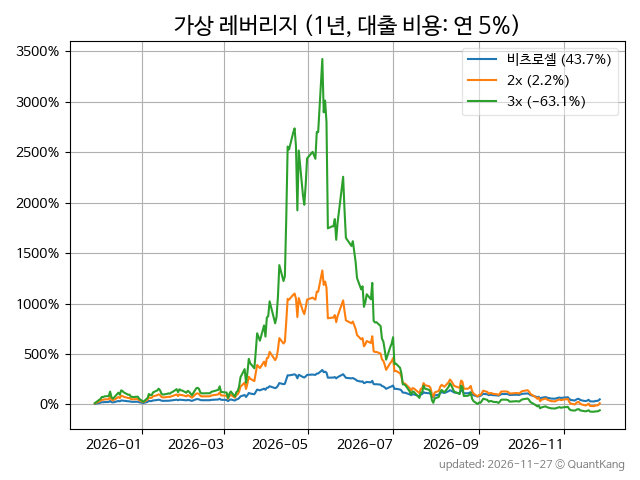 가상 레버리지 (1년, 대출 비용: 연 5%)
비츠로셀 (43.7%)
2x (2.2%)
3x (-63.1%)
3500%
3000%
2500%
2000%
1500%
1000%
500%
0%
2026-01 2026-03 2026-05 2026-07 2026-09 2026-11
updated: 2026-11-27 © QuantKang